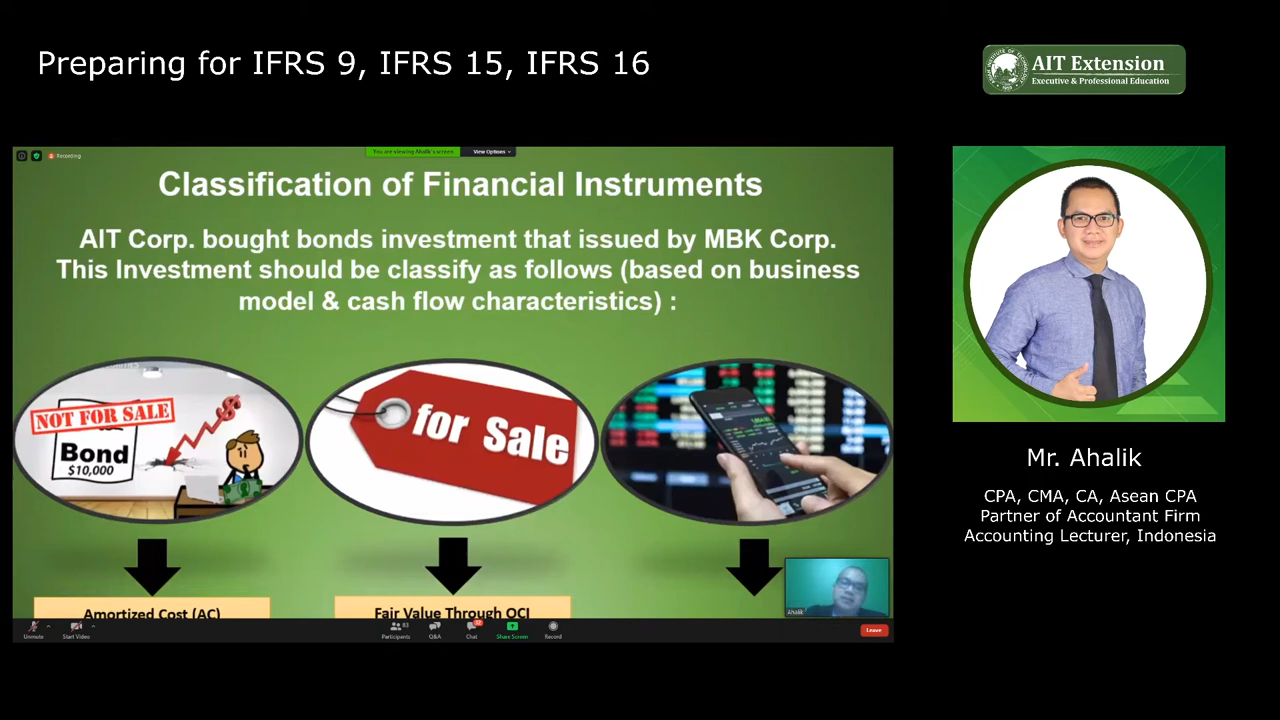 Preparing for IFRS 9, IFRS 15, IFRS 16
AIT Extension
Executive & Professional Education
Recording
You are viewing Ahalik's screen
View Options
Classification of Financial Instruments
AIT Corp. bought bonds investment that issued by MBK Corp.
This Investment should be classify as follows (based on business
model & cash flow characteristics) :
NOT FOR SALE
Bond
$10,000
$
for Sale
Amortized Cost (AC)
Fair Value Through OCI
Ahalik
Unmute
Start Video
Participants
83
Q&A
Chat
Share Screen
Record
Leave
Mr. Ahalik
CPA, CMA, CA, Asean CPA
Partner of Accountant Firm
Accounting Lecturer, Indonesia